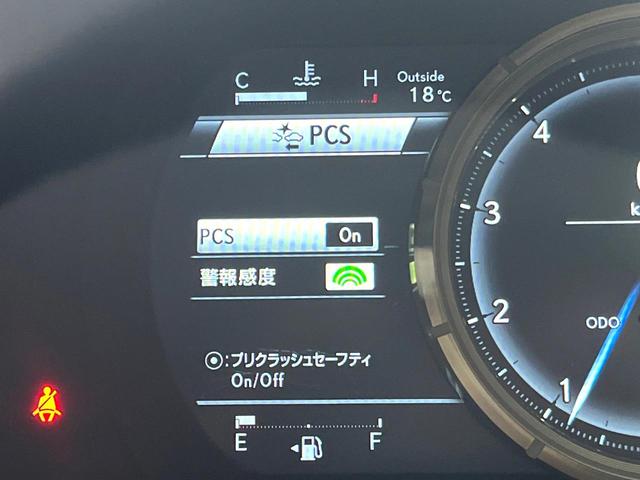 C H Outside
18°C
PCS
PCS On
警報感度
⦿:プリクラッシュセーフティ
On/Off
E F
4
3
2
1
ODO